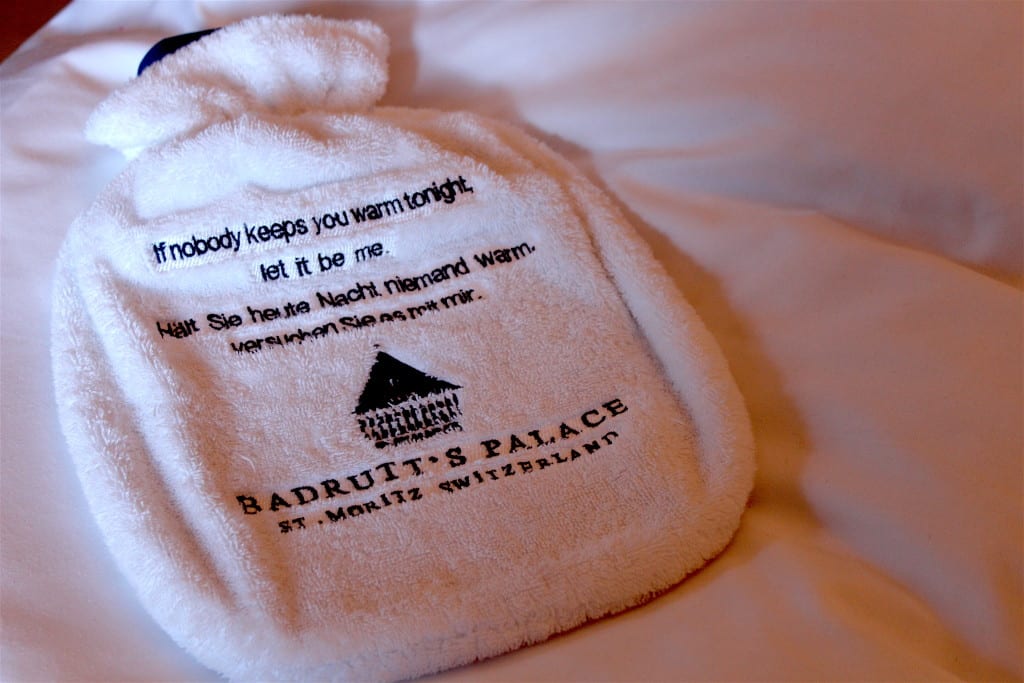 If nobody keeps you warm tonight,
let it be me.
Hält Sie heute Nacht niemand warm,
versuchen Sie es mit mir.
BADRUTT'S PALACE
ST. MORITZ SWITZERLAND